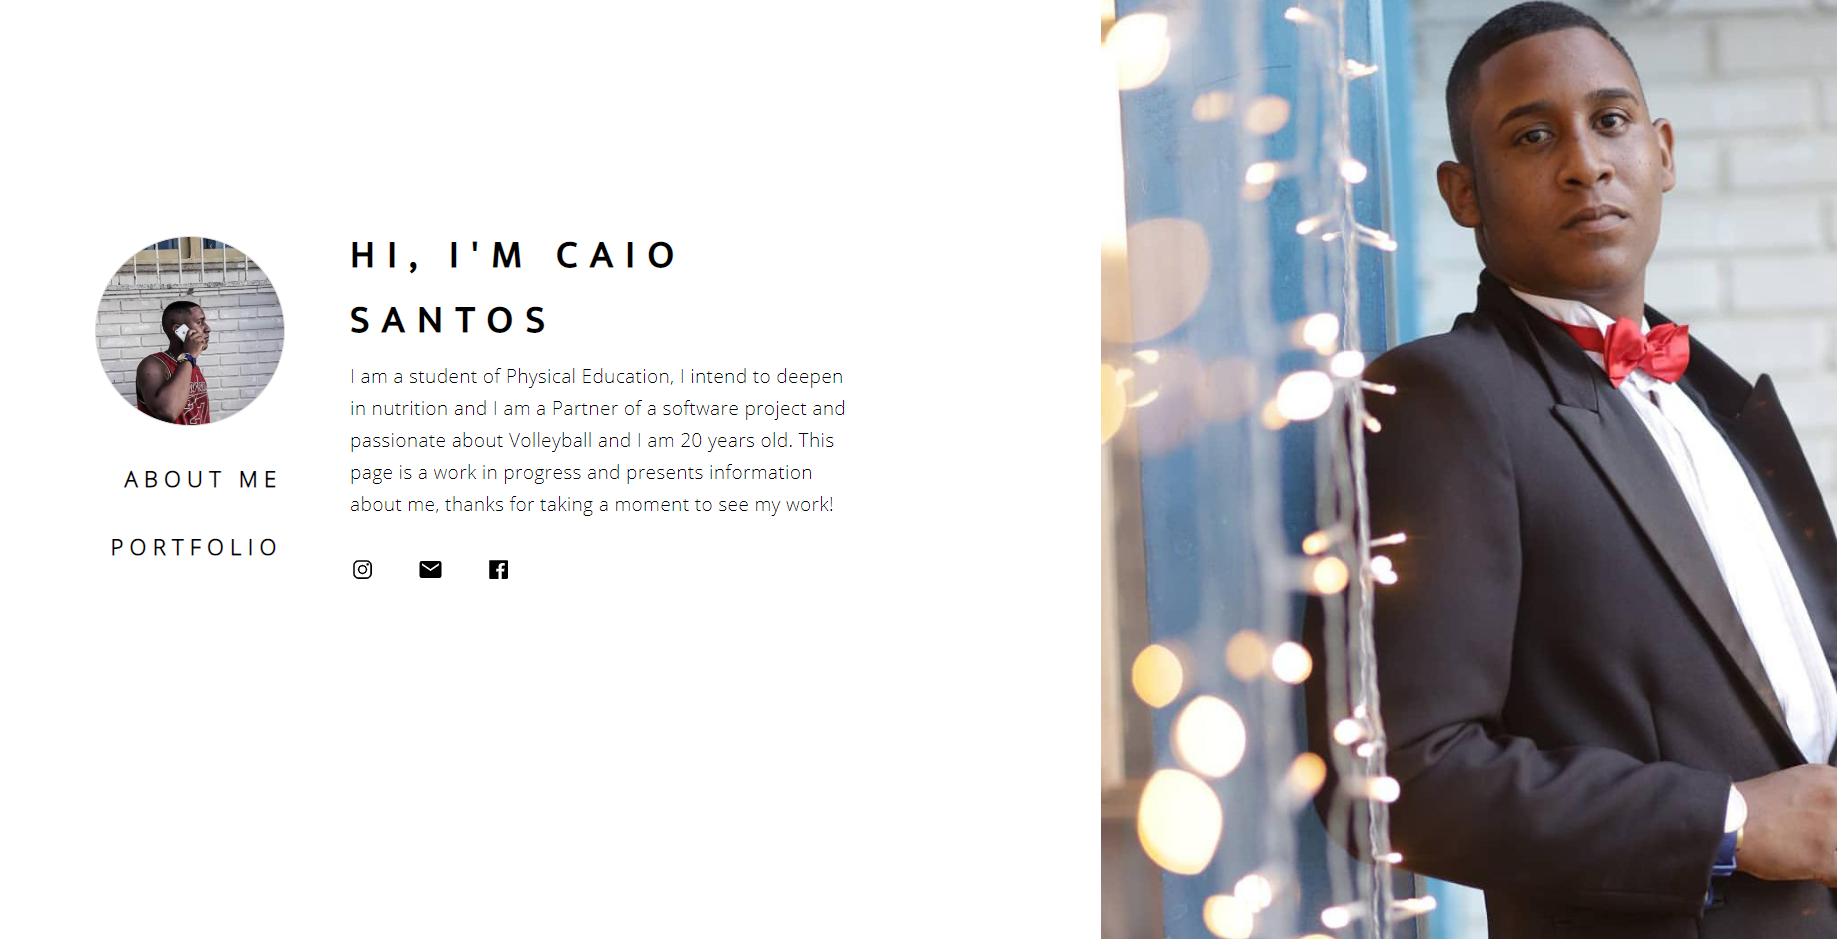 HI, I'M CAIO
SANTOS
I am a student of Physical Education, I intend to deepen
in nutrition and I am a Partner of a software project and
passionate about Volleyball and I am 20 years old. This
page is a work in progress and presents information
about me, thanks for taking a moment to see my work!
ABOUT ME
PORTFOLIO